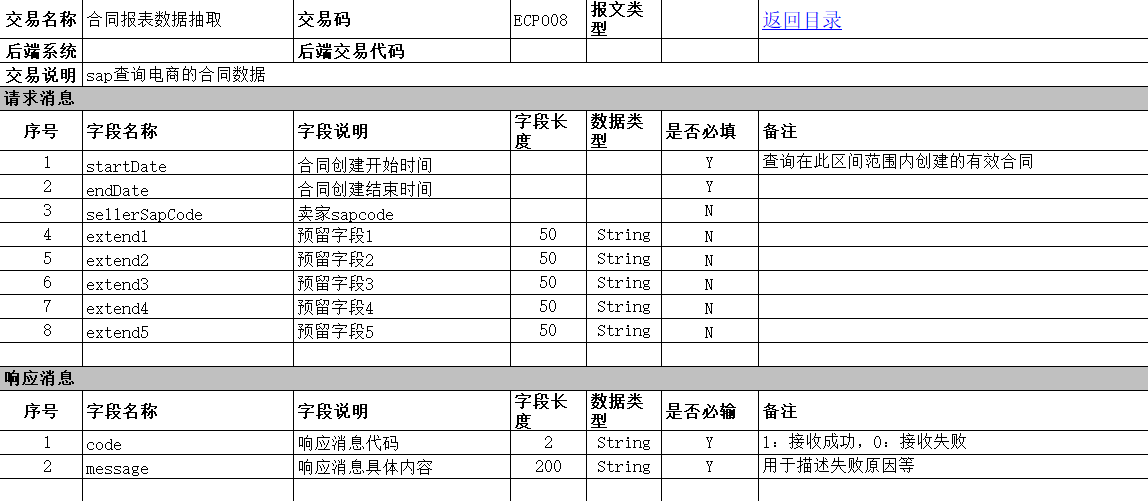 交易名称 合同报表数据抽取 交易码 ECP008 报文类型 返回目录
后端系统 后端交易代码
交易说明 sap查询电商的合同数据
请求消息
序号 字段名称 字段说明 字段长度 数据类型 是否必填 备注
1 startDate 合同创建开始时间 Y 查询在此区间范围内创建的有效合同
2 endDate 合同创建结束时间 Y
3 sellerSapCode 卖家sapcode N
4 extend1 预留字段1 50 String N
5 extend2 预留字段2 50 String N
6 extend3 预留字段3 50 String N
7 extend4 预留字段4 50 String N
8 extend5 预留字段5 50 String N
响应消息
序号 字段名称 字段说明 字段长度 数据类型 是否必输 备注
1 code 响应消息代码 2 String Y 1：接收成功，0：接收失败
2 message 响应消息具体内容 200 String Y 用于描述失败原因等